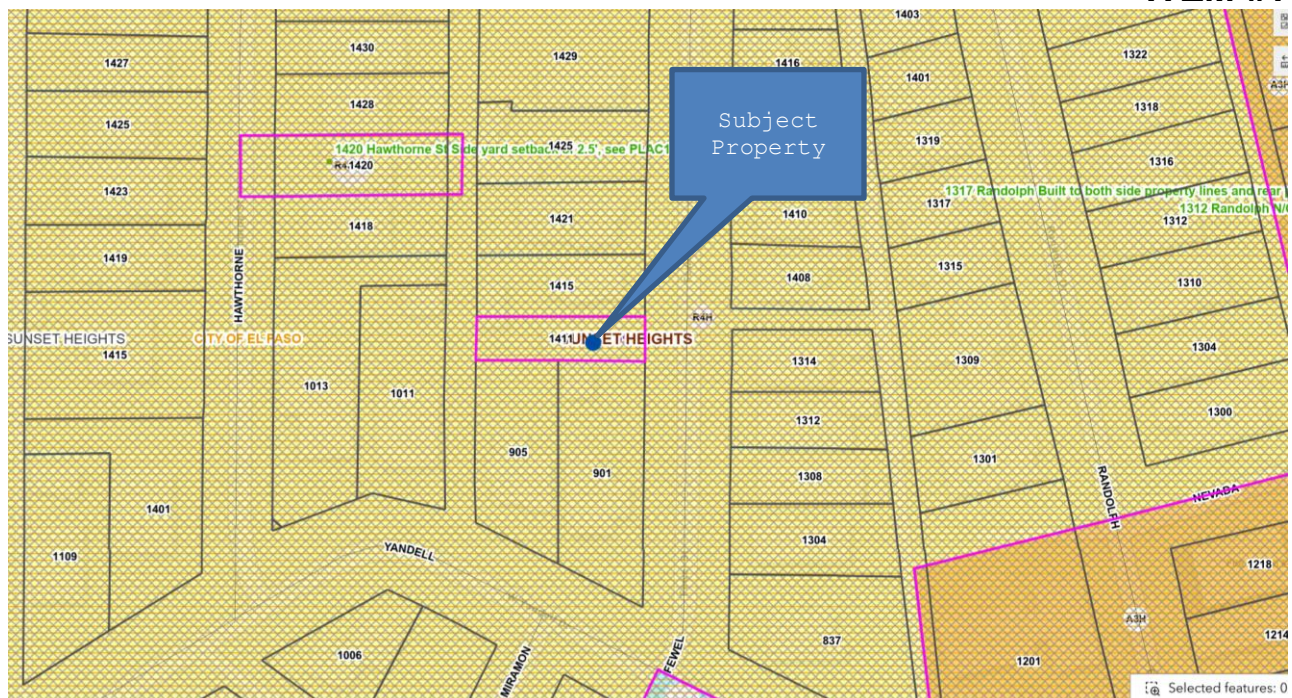 1403
1430
1429
1416
1322
1427
1401
A3H
1428
1318
Subject
Property
1425
1319
1420 Hawthorne St Side yard setback of 2.5', see PLAC1
1425
1420
1316
1423
1317 Randolph Built to both side property lines and rear
1317
1312 Randolph N/
1312
1421
1410
1418
1419
1315
1408
1310
1415
HAWTHORNE
R4H
SUNSET HEIGHTS
CITY OF EL PASO
1411
SUNSET HEIGHTS
1415
1304
1314
1309
1013
1011
1300
1312
905
1301
901
1308
RANDOLPH
NEVADA
1401
1304
YANDELL
1109
1218
A3H
1214
837
1006
1201
MIRAMON
FEWEL
Selected features: 0